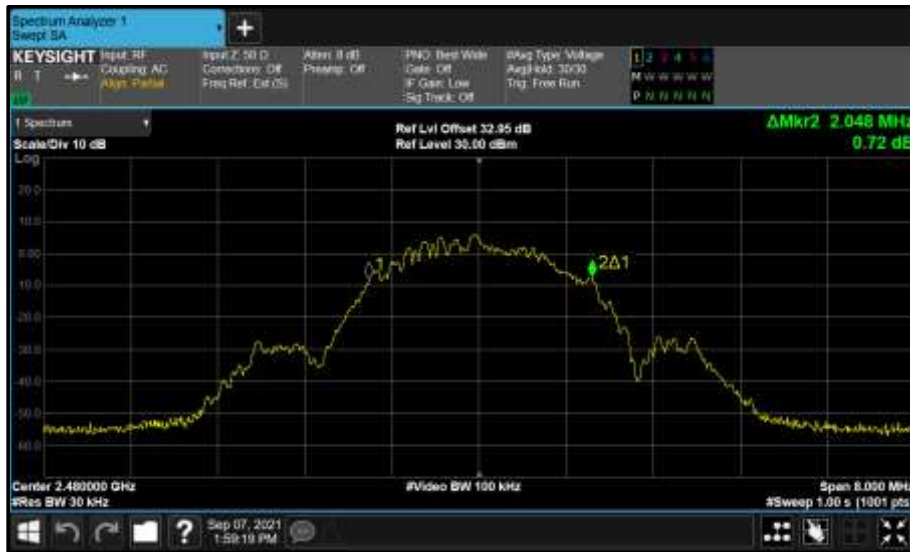 Spectrum Analyzer 1
Swept SA
+
KEYSIGHT
R T
Input: RF
Coupling: AC
Align: Partial
Input Z: 50 Ω
Corrections: Off
Freq Ref: Ext (S)
Atten: 8 dB
Preamp: Off
PNO: Best Wide
Gate: Off
IF Gain: Low
Sig Track: Off
#Avg Type: Voltage
Avg|Hold: 30/30
Trig: Free Run
1 2 3 4 5 6
M W W W W W
P N N N N N
1 Spectrum
Scale/Div 10 dB
Ref Lvl Offset 32.95 dB
Ref Level 30.00 dBm
ΔMkr2 2.048 MHz
0.72 dB
Log
20.0
10.0
0.00
-10.0
-20.0
-30.0
-40.0
-50.0
-60.0
1
2Δ1
Center 2.480000 GHz
#Res BW 30 kHz
#Video BW 100 kHz
Span 8.000 MHz
#Sweep 1.00 s (1001 pts
?
Sep 07, 2021
1:59:19 PM